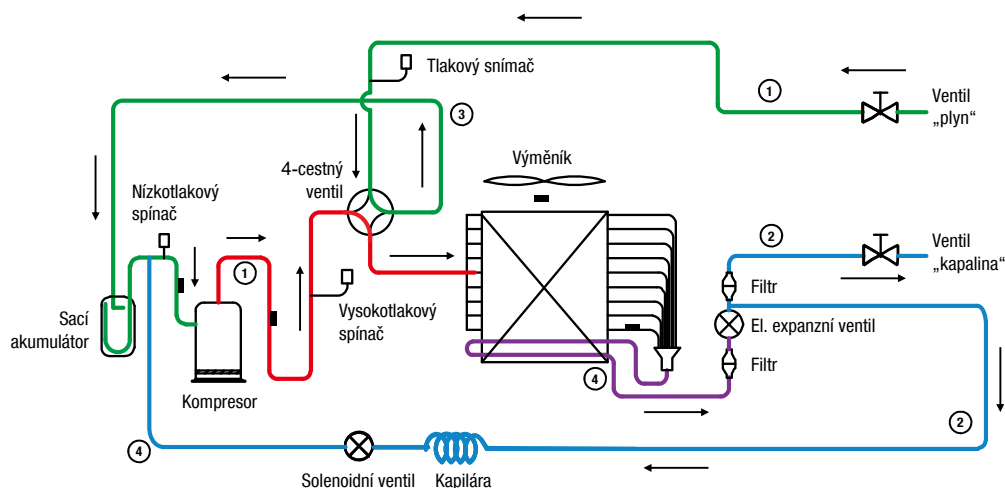 Tlakový snímač
1
Ventil
„plyn“
3
4-cestný
ventil
Výměník
Nízkotlakový
spínač
1
2
Ventil
„kapalina“
Filtr
Vysokotlakový
spínač
El. expanzní ventil
Sací
akumulátor
Filtr
4
Kompresor
4
2
Solenoidní ventil
Kapilára